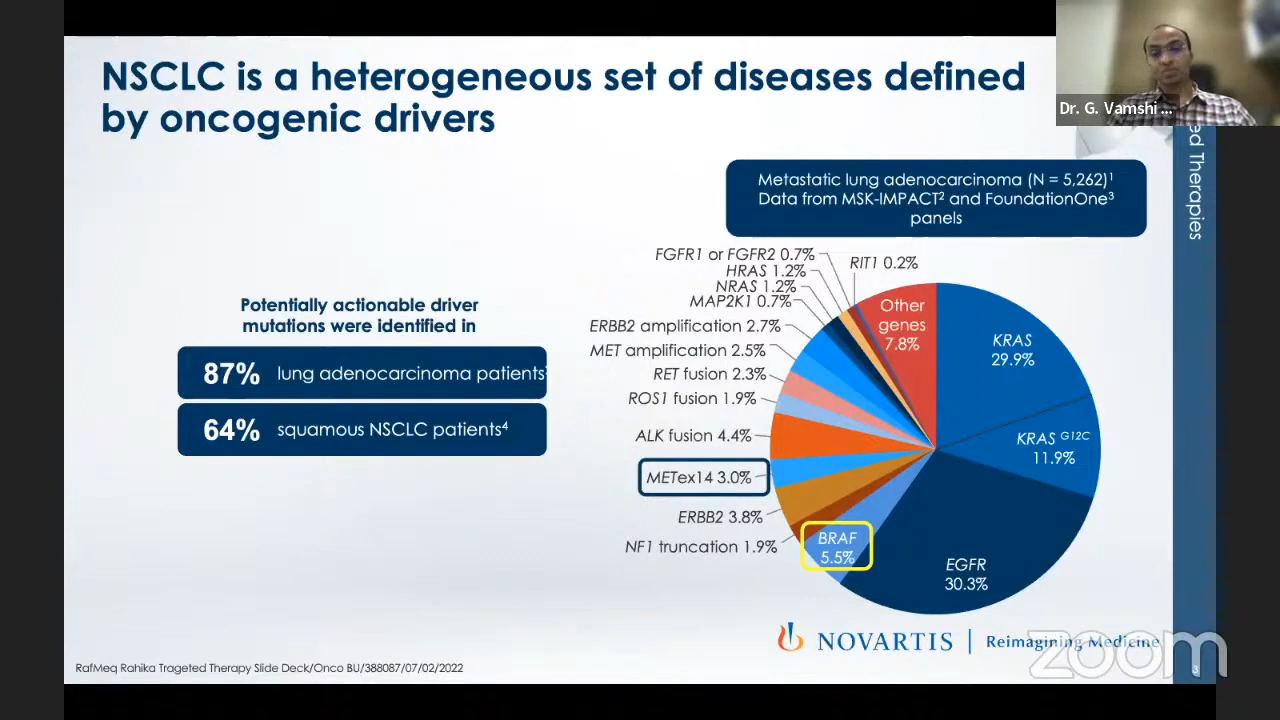 NSCLC is a heterogeneous set of diseases defined
by oncogenic drivers
Dr. G. Vamshi ...
ed Therapies
Metastatic lung adenocarcinoma (N = 5,262)¹
Data from MSK-IMPACT² and FoundationOne³
panels
Potentially actionable driver
mutations were identified in
87% lung adenocarcinoma patients
64% squamous NSCLC patients⁴
FGFR1 or FGFR2 0.7%
RIT1 0.2%
HRAS 1.2%
NRAS 1.2%
MAP2K1 0.7%
ERBB2 amplification 2.7%
MET amplification 2.5%
RET fusion 2.3%
ROS1 fusion 1.9%
ALK fusion 4.4%
METex14 3.0%
ERBB2 3.8%
NF1 truncation 1.9%
Other
genes
7.8%
KRAS
29.9%
KRAS G12C
11.9%
EGFR
30.3%
BRAF
5.5%
NOVARTIS | Reimagining Medicine
zoom
RafMeq Rahika Trageted Therapy Slide Deck/Onco BU/388087/07/02/2022
3